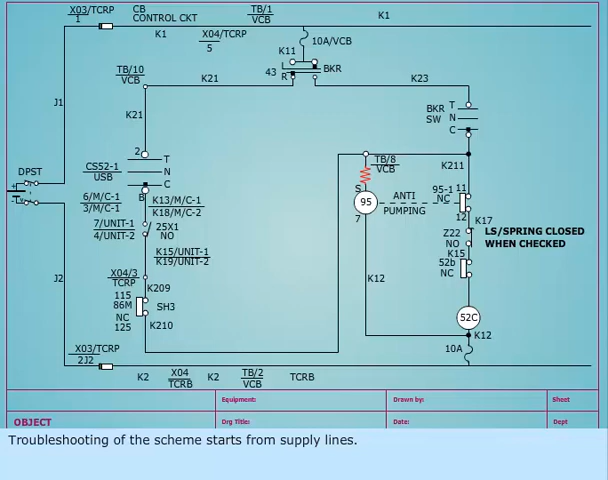 X03/TCRP
1
CB
CONTROL CKT
TB/1
VCB
K1
K1
X04/TCRP
5
10A/VCB
K11
TB/10
VCB
43
L
R
BKR
K21
K23
J1
K21
BKR
SW
T
N
C
2
TB/8
VCB
K211
DPST
CS52-1
USB
T
N
C
B
S
95
7
ANTI
PUMPING
95-1
NC
11
12
6/M/C-1
3/M/C-1
K13/M/C-1
K18/M/C-2
K17
7/UNIT-1
4/UNIT-2
25X1
NO
Z22
NO
LS/SPRING CLOSED
WHEN CHECKED
K15/UNIT-1
K19/UNIT-2
K15
52b
NC
J2
X04/3
TCRP
K209
K12
115
86M
NC
125
SH3
K210
52C
K12
X03/TCRP
2J2
10A
K2
X04
TCRB
K2
TB/2
VCB
TCRB
Equipment:
Drawn by:
Sheet
OBJECT
Drg Title:
Date:
Dept
Troubleshooting of the scheme starts from supply lines.